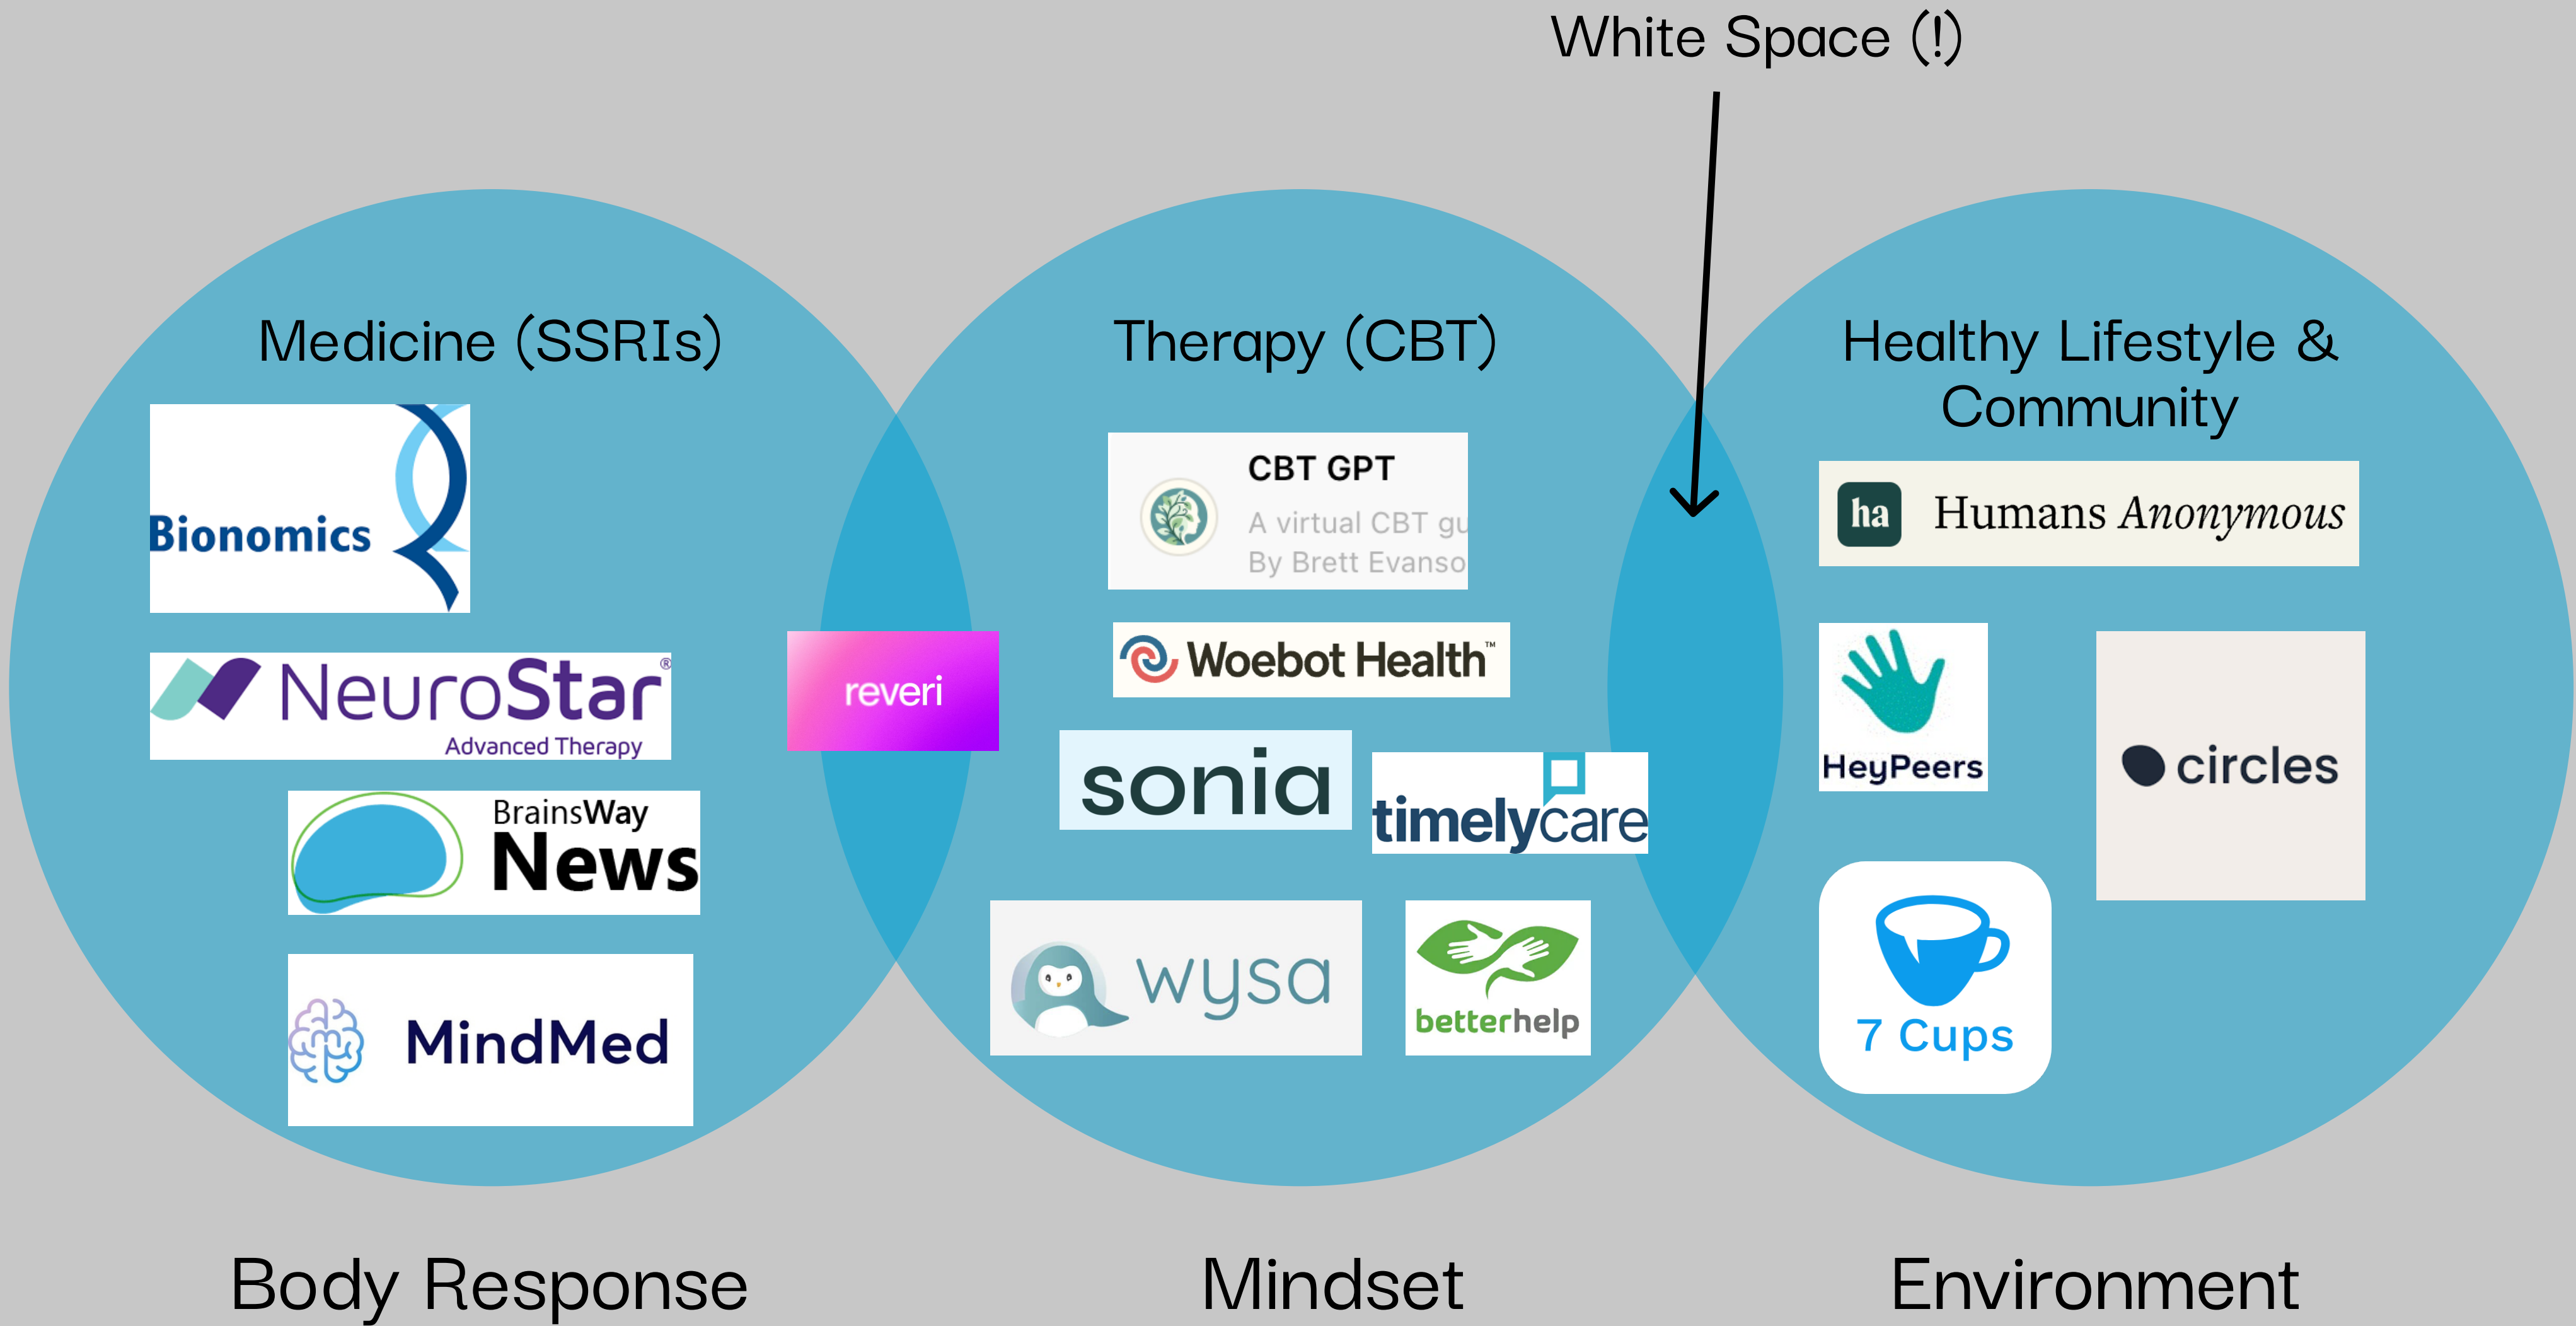 White Space (!)
Medicine (SSRIs)
Bionomics
NeuroStar®
Advanced Therapy
BrainsWay
News
MindMed
reveri
Therapy (CBT)
CBT GPT
A virtual CBT gu
By Brett Evanso
Woebot Health™
sonia
timelycare
wysa
betterhelp
Healthy Lifestyle &
Community
ha Humans Anonymous
HeyPeers
circles
7 Cups
Body Response
Mindset
Environment